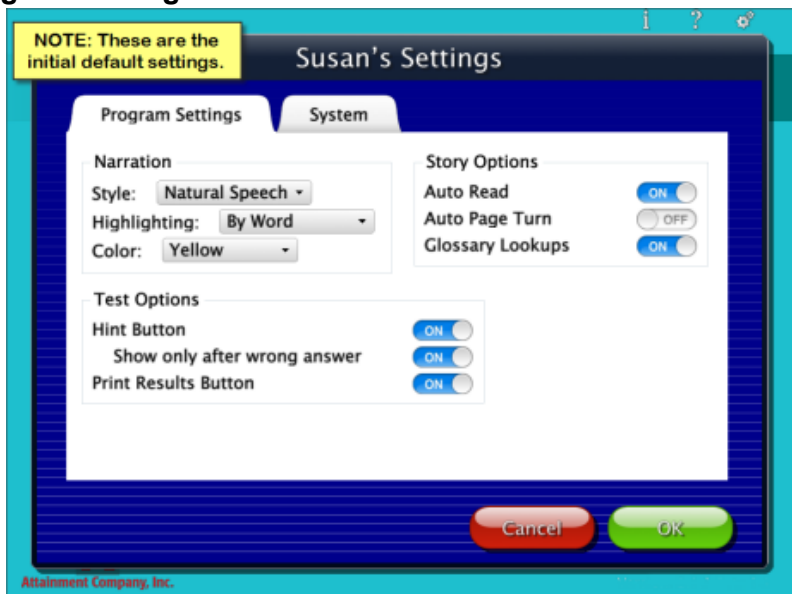 NOTE: These are the
initial default settings.
i ?
Susan's Settings
Program Settings System
Narration
Style: Natural Speech
Highlighting: By Word
Color: Yellow
Story Options
Auto Read ON
Auto Page Turn OFF
Glossary Lookups ON
Test Options
Hint Button ON
Show only after wrong answer ON
Print Results Button ON
Cancel OK
Attainment Company, Inc.